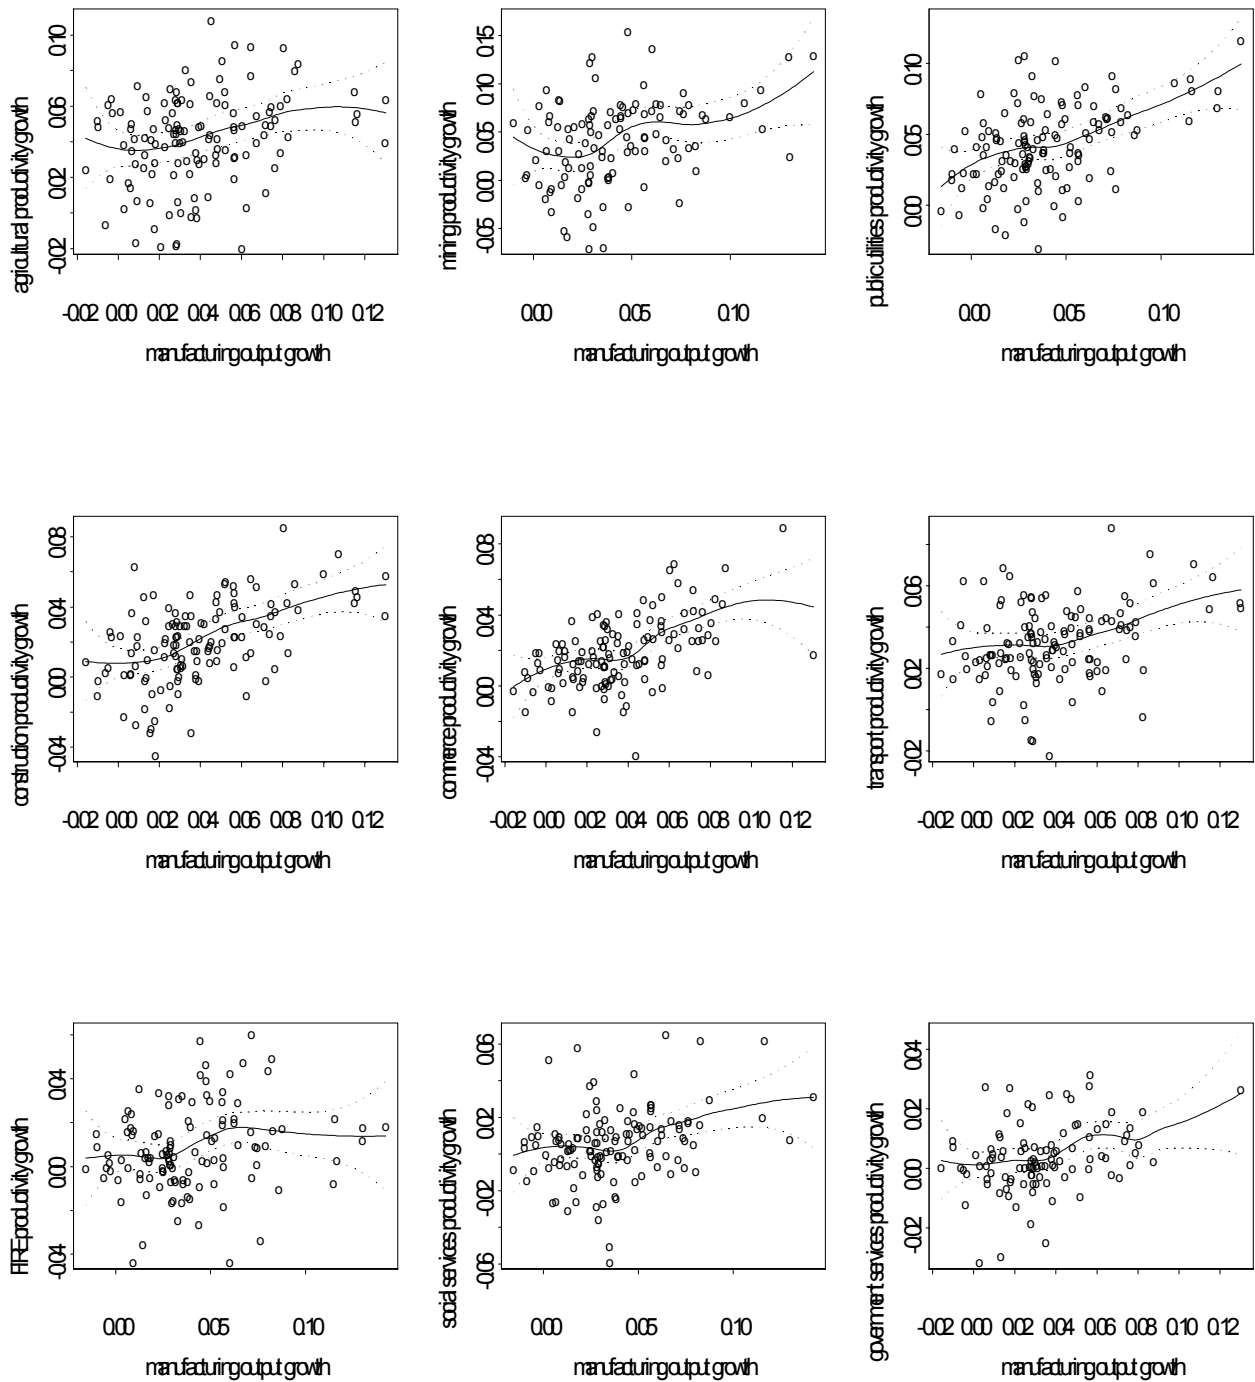 agricultural productivity growth
-0.02 0.02 0.06 0.10
-0.02 0.00 0.02 0.04 0.06 0.08 0.10 0.12
manufacturing output growth
mining productivity growth
-0.05 0.00 0.05 0.10 0.15
0.00 0.05 0.10
manufacturing output growth
public utilities productivity growth
0.00 0.05 0.10
0.00 0.05 0.10
manufacturing output growth
construction productivity growth
-0.04 0.00 0.04 0.08
-0.02 0.00 0.02 0.04 0.06 0.08 0.10 0.12
manufacturing output growth
commerce productivity growth
-0.04 0.00 0.04 0.08
-0.02 0.00 0.02 0.04 0.06 0.08 0.10 0.12
manufacturing output growth
transport productivity growth
-0.02 0.02 0.06
-0.02 0.00 0.02 0.04 0.06 0.08 0.10 0.12
manufacturing output growth
FIRE productivity growth
-0.04 0.00 0.04
0.00 0.05 0.10
manufacturing output growth
social services productivity growth
-0.06 -0.02 0.02 0.06
0.00 0.05 0.10
manufacturing output growth
government services productivity growth
-0.02 0.00 0.02 0.04
-0.02 0.00 0.02 0.04 0.06 0.08 0.10 0.12
manufacturing output growth